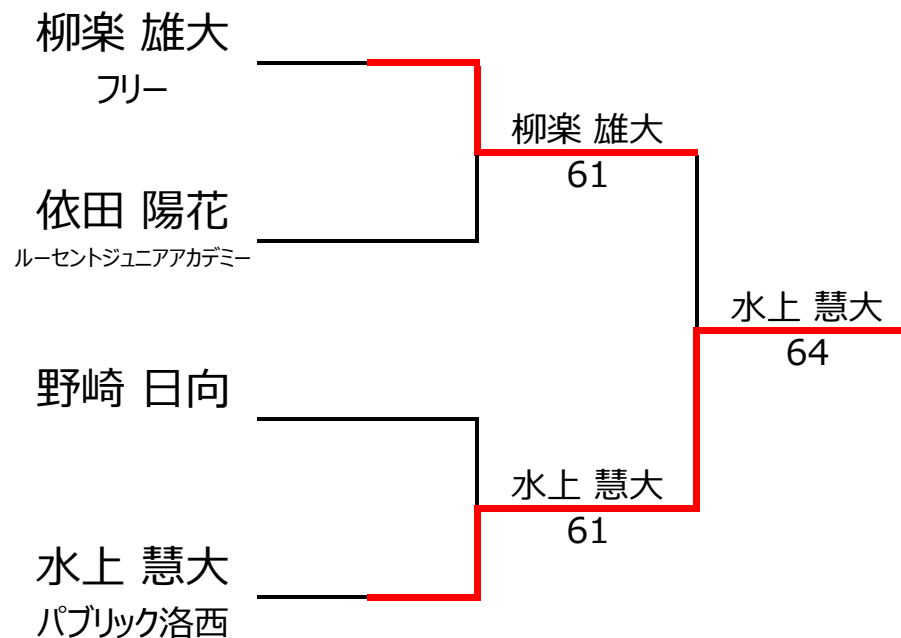 柳楽 雄大
フリー
柳楽 雄大
61
依田 陽花
ルーセントジュニアアカデミー
水上 慧大
64
野崎 日向
水上 慧大
61
水上 慧大
パブリック洛西